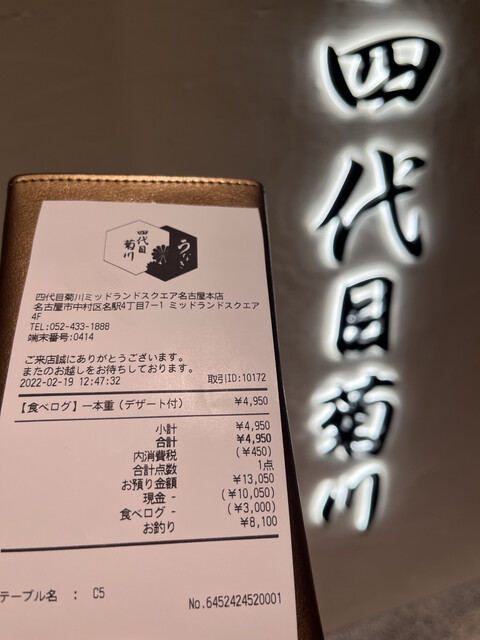 四代目菊川
四代目
菊川
うなぎ
四代目菊川ミッドランドスクエア名古屋本店
名古屋市中村区名駅4丁目7−1 ミッドランドスクエア
4F
TEL:052-433-1888
端末番号:0414
ご来店誠にありがとうございます。
またのお越しをお待ちしております。
2022-02-19 12:47:32 取引ID:10172
【食べログ】一本重(デザート付) ¥4,950
小計 ¥4,950
合計 ¥4,950
内消費税 (¥450)
合計点数 1点
お預り金額 ¥13,050
現金 - (¥10,050)
食べログ - (¥3,000)
お釣り ¥8,100
テーブル名 : C5
No.6452424520001